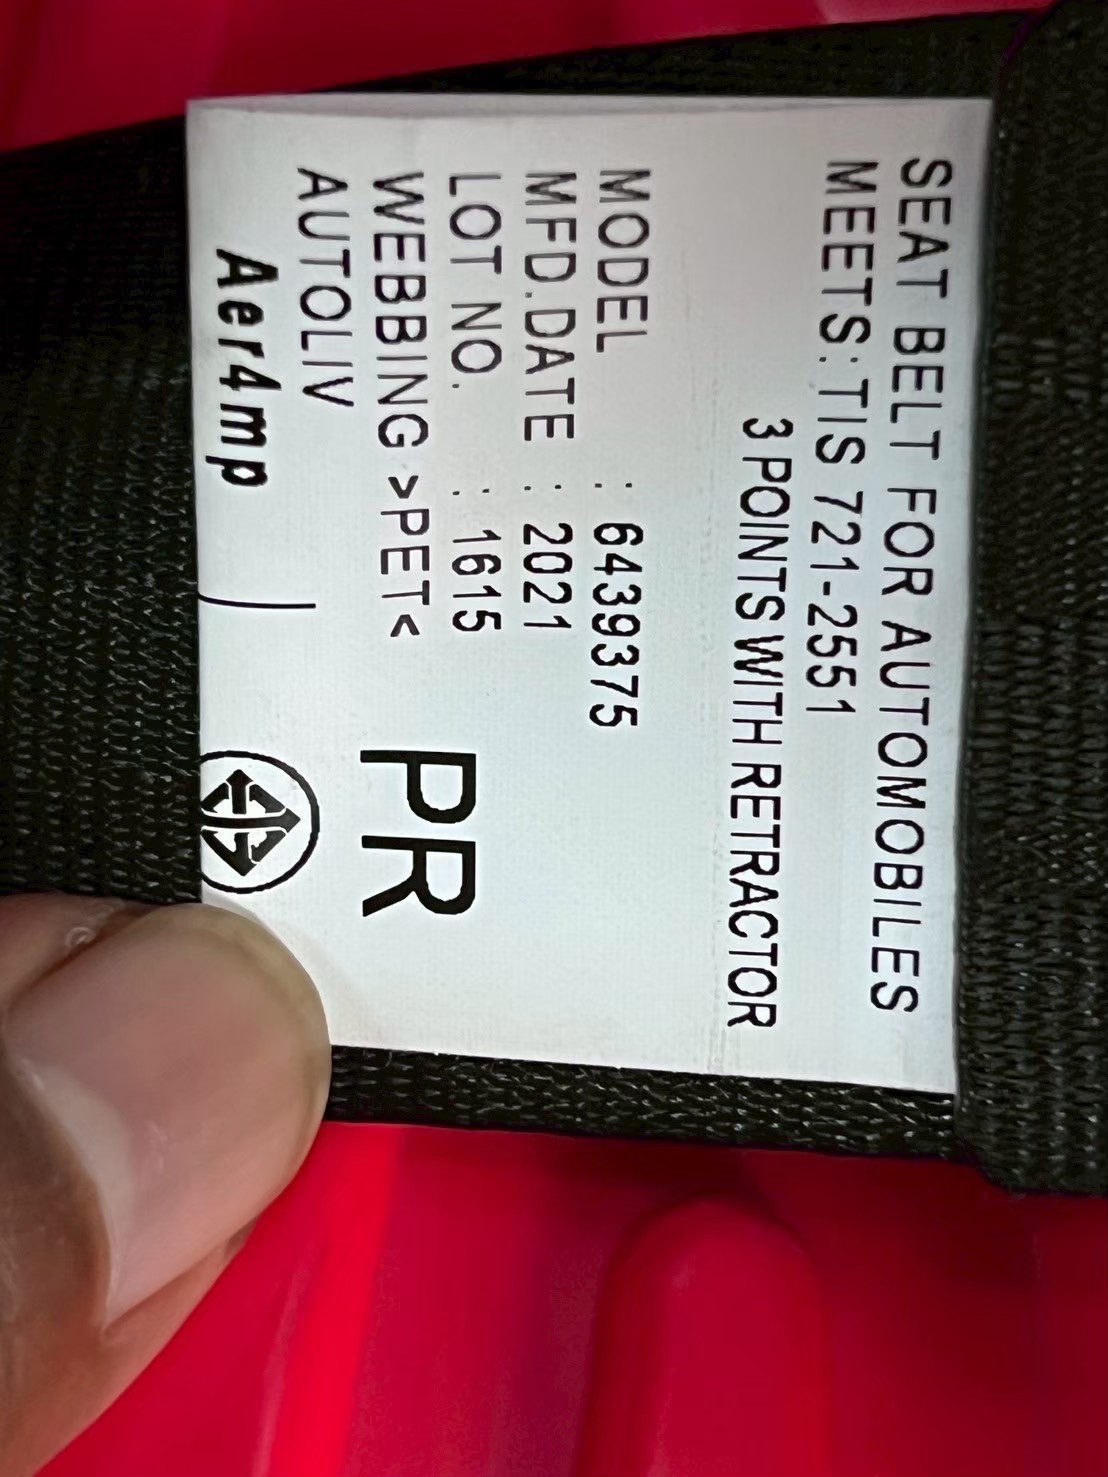 SEAT BELT FOR AUTOMOBILES
MEETS: TIS 721-2551
3 POINTS WITH RETRACTOR
MODEL : 6439375
MFD.DATE : 2021
LOT NO. : 1615
WEBBING >PET<
PR
AUTOLIV
Aer4mp